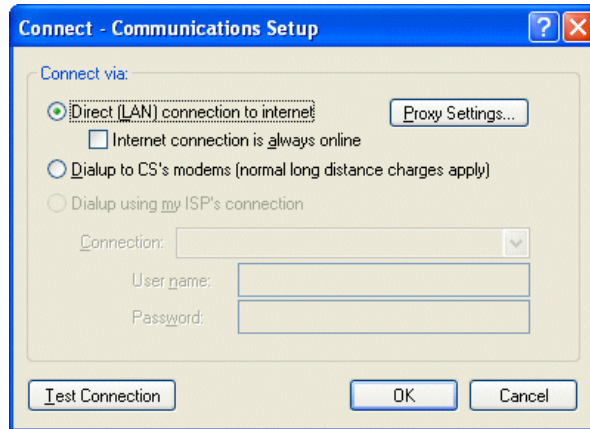 Connect - Communications Setup
Connect via:
Direct (LAN) connection to internet
Proxy Settings...
Internet connection is always online
Dialup to CS's modems (normal long distance charges apply)
Dialup using my ISP's connection
Connection:
User name:
Password:
Test Connection
OK
Cancel